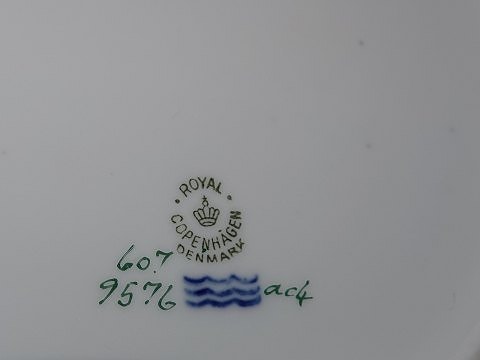 ROYAL
COPENHAGEN
DENMARK
607
9576
ac4